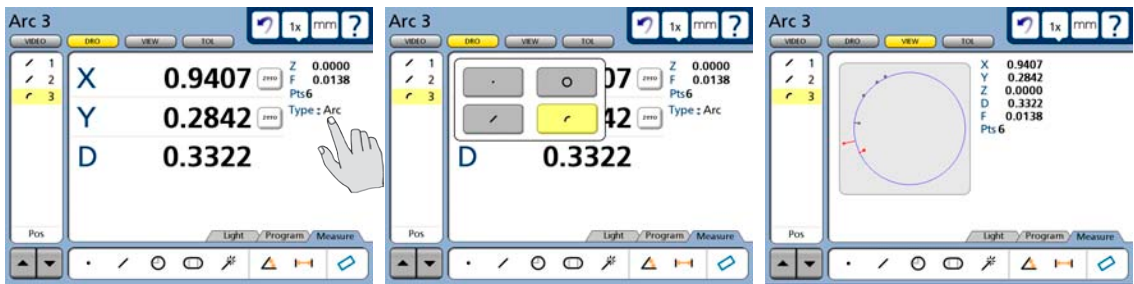 Arc 3
1x mm ?
VIDEO DRO VIEW TOL
1
2
3
X 0.9407 zero
Y 0.2842 zero
D 0.3322
Z 0.0000
F 0.0138
Pts6
Type : Arc
Pos
Light Program Measure
Arc 3
1x mm ?
VIDEO DRO VIEW TOL
1
2
3
07 zero
42 zero
D 0.3322
Z 0.0000
F 0.0138
Pts6
Type : Arc
Pos
Light Program Measure
Arc 3
1x mm ?
VIDEO DRO VIEW TOL
1
2
3
X 0.9407
Y 0.2842
Z 0.0000
D 0.3322
F 0.0138
Pts 6
Pos
Light Program Measure